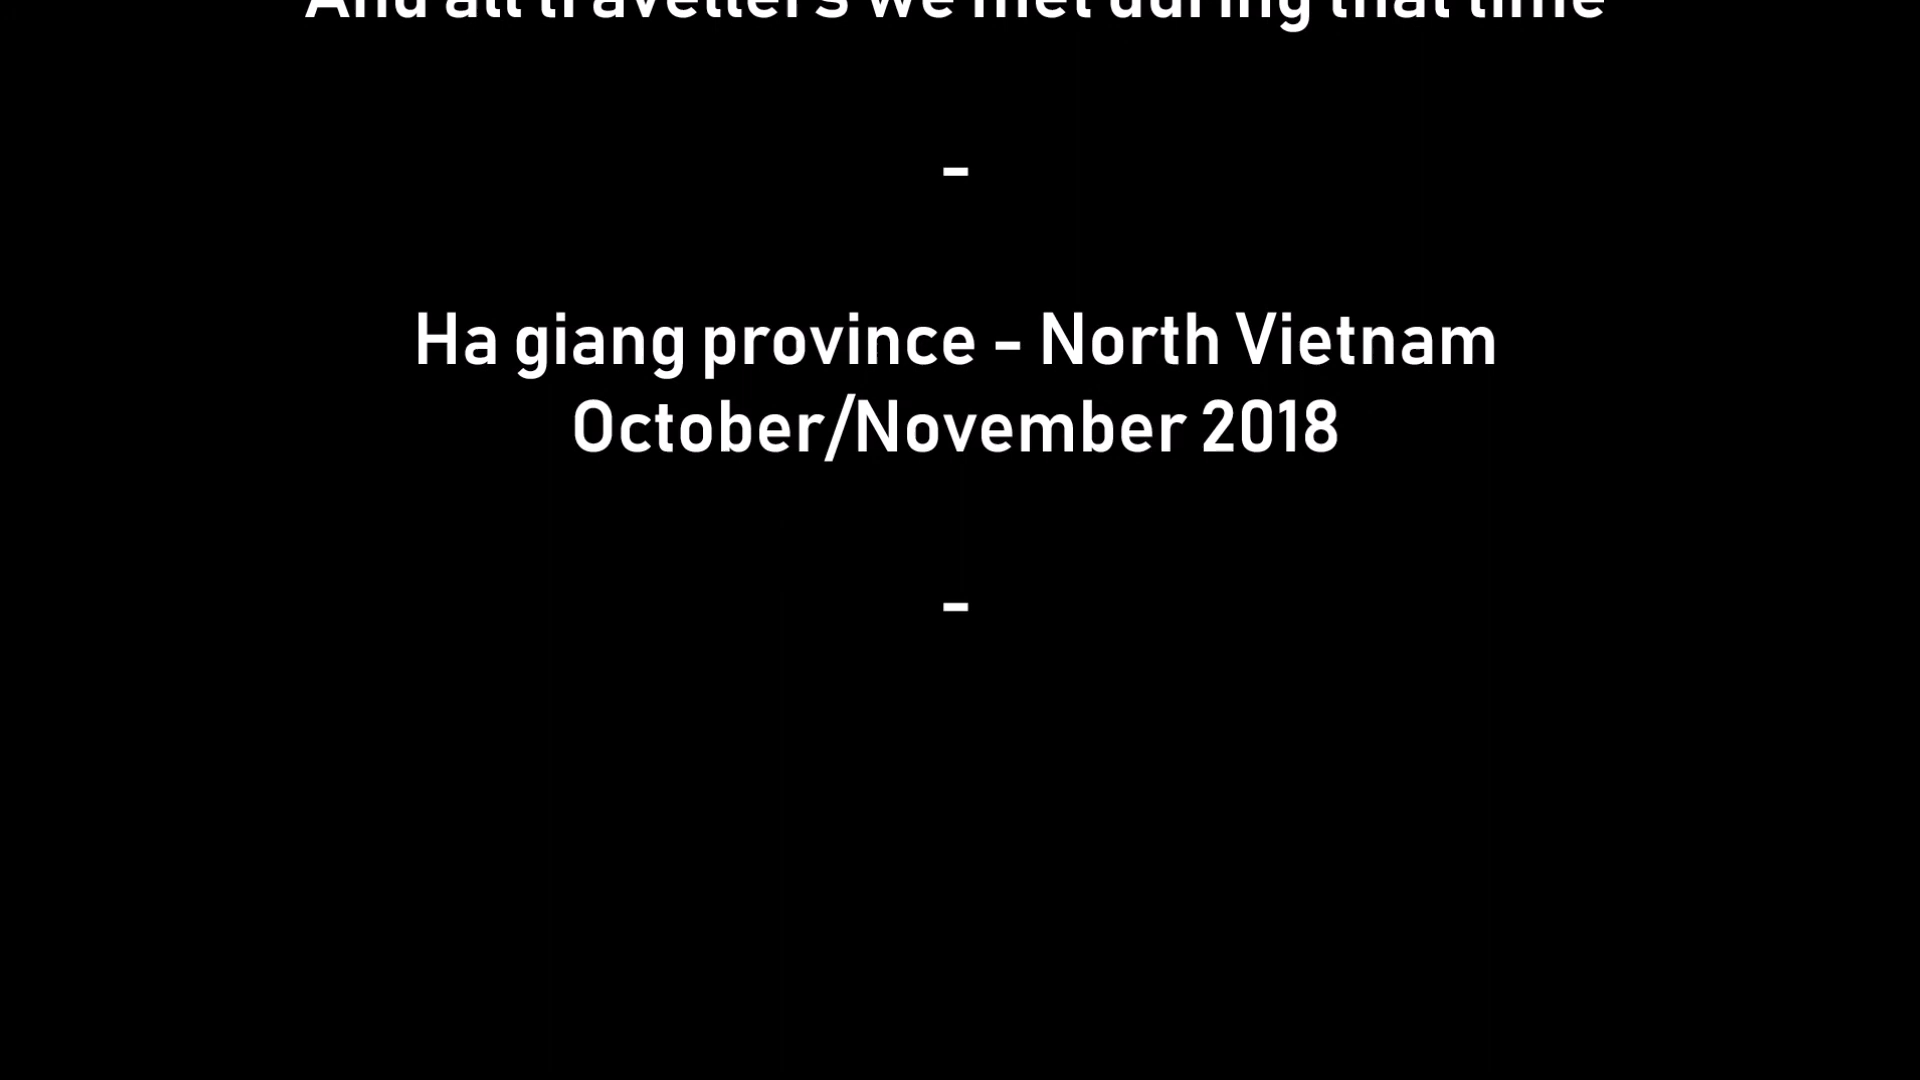 And all travellers we met during that time
-
Ha giang province - North Vietnam
October/November 2018
-